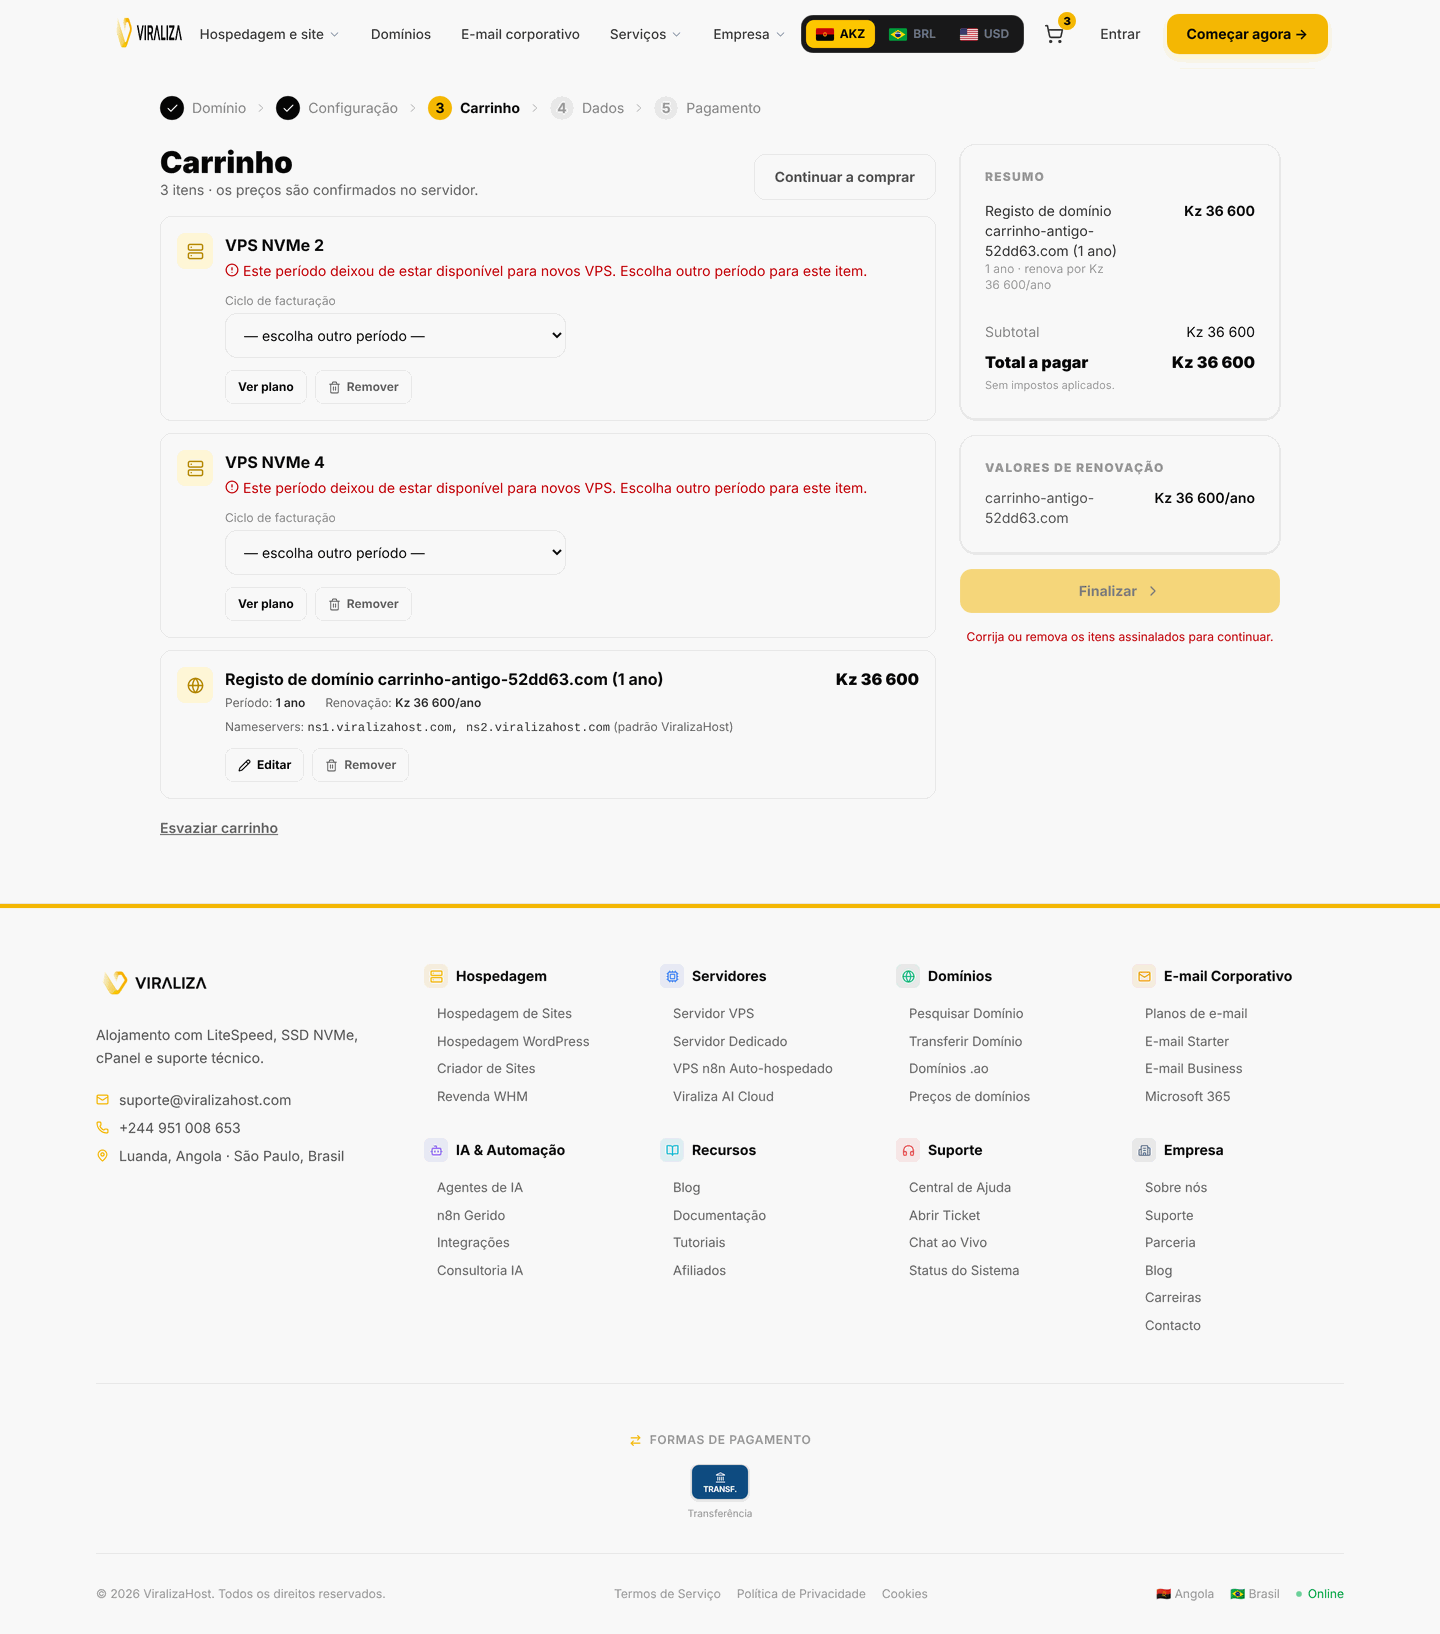 VIRALIZA
Hospedagem e site
Domínios
E-mail corporativo
Serviços
Empresa
AKZ
BRL
USD
3
Entrar
Começar agora →
Domínio
Configuração
3 Carrinho
4 Dados
5 Pagamento
Carrinho
3 itens · os preços são confirmados no servidor.
Continuar a comprar
VPS NVMe 2
Este período deixou de estar disponível para novos VPS. Escolha outro período para este item.
Ciclo de facturação
— escolha outro período —
Ver plano
Remover
VPS NVMe 4
Este período deixou de estar disponível para novos VPS. Escolha outro período para este item.
Ciclo de facturação
— escolha outro período —
Ver plano
Remover
Registo de domínio carrinho-antigo-52dd63.com (1 ano)
Kz 36 600
Período: 1 ano
Renovação: Kz 36 600/ano
Nameservers: ns1.viralizahost.com, ns2.viralizahost.com (padrão ViralizaHost)
Editar
Remover
Esvaziar carrinho
RESUMO
Registo de domínio
carrinho-antigo-
52dd63.com (1 ano)
Kz 36 600
1 ano · renova por Kz
36 600/ano
Subtotal
Kz 36 600
Total a pagar
Kz 36 600
Sem impostos aplicados.
VALORES DE RENOVAÇÃO
carrinho-antigo-
52dd63.com
Kz 36 600/ano
Finalizar
Corrija ou remova os itens assinalados para continuar.
VIRALIZA
Alojamento com LiteSpeed, SSD NVMe,
cPanel e suporte técnico.
suporte@viralizahost.com
+244 951 008 653
Luanda, Angola · São Paulo, Brasil
Hospedagem
Hospedagem de Sites
Hospedagem WordPress
Criador de Sites
Revenda WHM
Servidores
Servidor VPS
Servidor Dedicado
VPS n8n Auto-hospedado
Viraliza AI Cloud
Domínios
Pesquisar Domínio
Transferir Domínio
Domínios .ao
Preços de domínios
E-mail Corporativo
Planos de e-mail
E-mail Starter
E-mail Business
Microsoft 365
IA & Automação
Agentes de IA
n8n Gerido
Integrações
Consultoria IA
Recursos
Blog
Documentação
Tutoriais
Afiliados
Suporte
Central de Ajuda
Abrir Ticket
Chat ao Vivo
Status do Sistema
Empresa
Sobre nós
Suporte
Parceria
Blog
Carreiras
Contacto
FORMAS DE PAGAMENTO
TRANSF.
Transferência
© 2026 ViralizaHost. Todos os direitos reservados.
Termos de Serviço
Política de Privacidade
Cookies
Angola
Brasil
Online